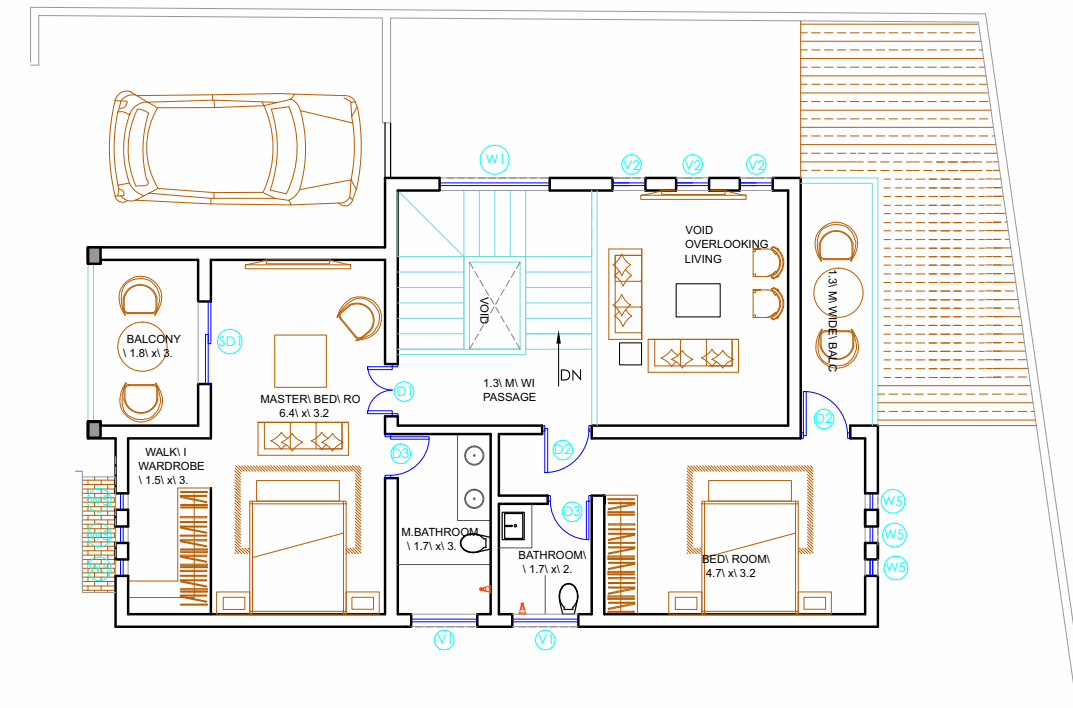 W1
V2
V2
V2
VOID
OVERLOOKING
LIVING
1.3\ M\ WIDE\ BALC
VOID
SD1
BALCONY
\ 1.8\ x\ 3.
DN
1.3\ M\ WI
PASSAGE
D1
MASTER\ BED\ RO
6.4\ x\ 3.2
D2
D2
D3
WALK\ I
WARDROBE
\ 1.5\ x\ 3.
W5
W5
W5
D3
M.BATHROOM
\ 1.7\ x\ 3.
BATHROOM\
\ 1.7\ x\ 2.
BED\ ROOM\
4.7\ x\ 3.2
V1
V1